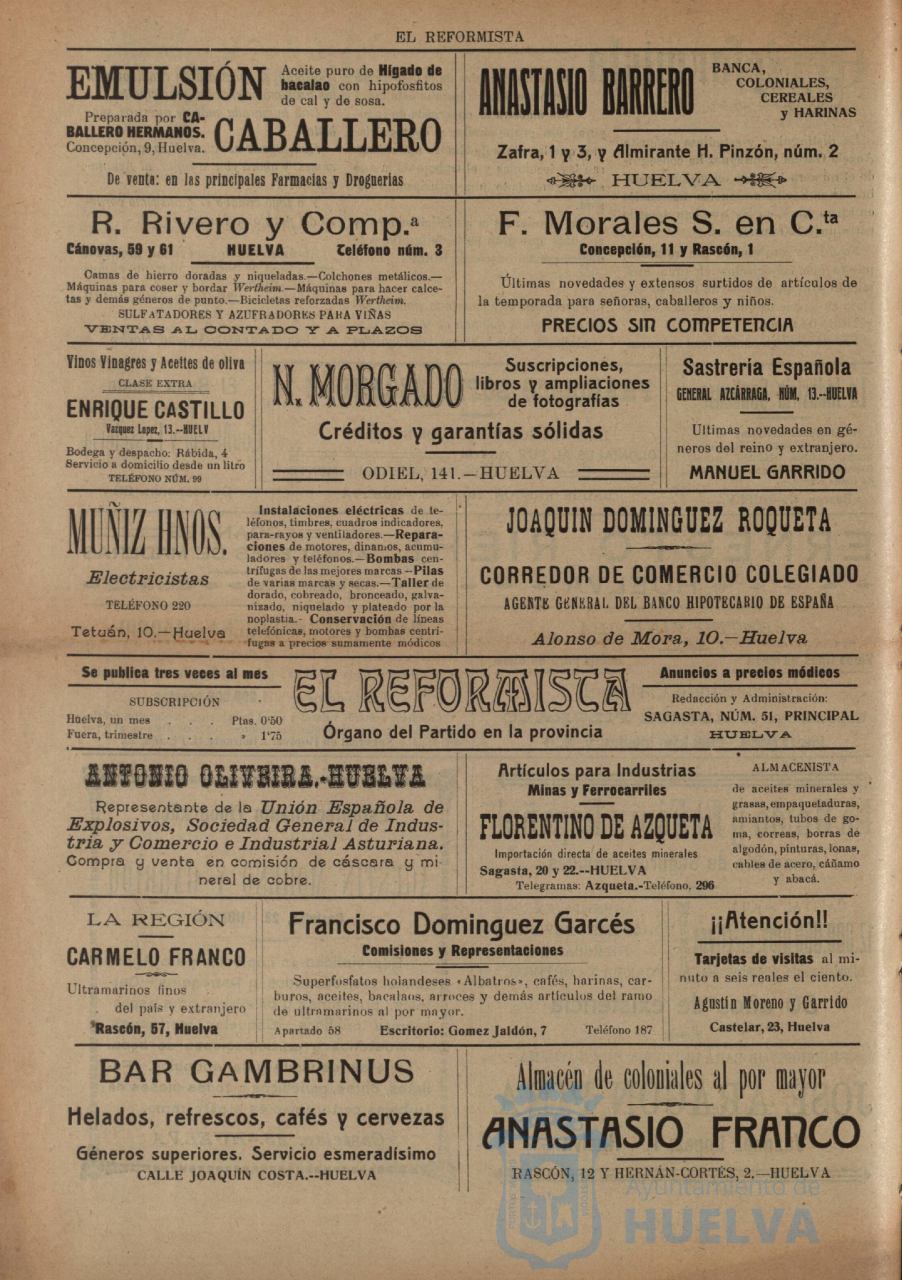 EL REFORMISTA
EMULSIÓN
Aceite puro de Hígado de
bacalao con hipofosfitos
de cal y de sosa.
Preparada por CA-
BALLERO HERMANOS.
Concepción, 9, Huelva.
CABALLERO
De venta: en las principales Farmacias y Droguerias
ANASTASIO BARRERO
BANCA,
COLONIALES,
CEREALES
y HARINAS
Zafra, 1 y 3, y Almirante H. Pinzón, núm. 2
HUELVA
R. Rivero y Comp.a
Cánovas, 59 y 61 HUELVA Teléfono núm. 3
Camas de hierro doradas y niqueladas.—Colchones metálicos.—
Máquinas para coser y bordar Wertheim.—Máquinas para hacer calce-
tas y demás géneros de punto.—Bicicletas reforzadas Wertheim.
SULFATADORES Y AZUFRADORES PARA VIÑAS
VENTAS AL CONTADO Y A PLAZOS
F. Morales S. en C.ta
Concepción, 11 y Rascón, 1
Últimas novedades y extensos surtidos de artículos de
la temporada para señoras, caballeros y niños.
PRECIOS SIN COMPETENCIA
Vinos Vinagres y Aceites de oliva
CLASE EXTRA
ENRIQUE CASTILLO
Vazquez Lopez, 13.--HUELV
Bodega y despacho: Rábida, 4
Servicio a domicilio desde un litro
TELÉFONO NÚM. 99
N. MORGADO
Suscripciones,
libros y ampliaciones
de fotografías
Créditos y garantías sólidas
ODIEL, 141.—HUELVA
Sastrería Española
GENERAL AZCÁRRAGA, NÚM, 13.--HUELVA
Ultimas novedades en gé-
neros del reino y extranjero.
MANUEL GARRIDO
MUÑIZ HNOS.
Electricistas
TELÉFONO 220
Tetuán, 10.—Huelva
Instalaciones eléctricas de te-
léfonos, timbres, cuadros indicadores,
para-rayos y ventiladores.—Repara-
ciones de motores, dinamos, acumu-
ladores y teléfonos.—Bombas cen-
trífugas de las mejores marcas—Pilas
de varias marcas y secas.—Taller de
dorado, cobreado, bronceado, galva-
nizado, niquelado y plateado por la
noplastia.- Conservación de líneas
telefónicas, motores y bombas centri-
fugas a precios sumamente módicos
JOAQUIN DOMINGUEZ ROQUETA
CORREDOR DE COMERCIO COLEGIADO
AGENTE GENERAL DEL BANCO HIPOTECARIO DE ESPAÑA
Alonso de Mora, 10.—Huelva
Se publica tres veces al mes
SUBSCRIPCIÓN
Huelva, un mes . . . Ptas. 0'50
Fuera, trimestre . . . » 1'75
EL REFORMISTA
Órgano del Partido en la provincia
Anuncios a precios módicos
Redacción y Administración:
SAGASTA, NÚM. 51, PRINCIPAL
HUELVA
ANTONIO OLIVEIRA.-HUELVA
Representante de la Unión Española de
Explosivos, Sociedad General de Indus-
tria y Comercio e Industrial Asturiana.
Compra y venta en comisión de cáscara y mi
neral de cobre.
Artículos para Industrias
Minas y Ferrocarriles
FLORENTINO DE AZQUETA
Importación directa de aceites minerales
Sagasta, 20 y 22.--HUELVA
Telegramas: Azqueta.-Teléfono, 296
ALMACENISTA
de aceites minerales y
grasas, empaquetaduras,
amiantos, tubos de go-
ma, correas, borras de
algodón, pinturas, lonas,
cables de acero, cáñamo
y abacá.
LA REGIÓN
CARMELO FRANCO
Ultramarinos finos
del país y extranjero
Rascón, 57, Huelva
Francisco Dominguez Garcés
Comisiones y Representaciones
Superfosfatos holandeses «Albatros», cafés, harinas, car-
buros, aceites, bacalaos, arroces y demás artículos del ramo
de ultramarinos al por mayor.
Apartado 58 Escritorio: Gomez Jaldón, 7 Teléfono 187
¡¡Atención!!
Tarjetas de visitas al mi-
nuto a seis reales el ciento.
Agustin Moreno y Garrido
Castelar, 23, Huelva
BAR GAMBRINUS
Helados, refrescos, cafés y cervezas
Géneros superiores. Servicio esmeradísimo
CALLE JOAQUÍN COSTA.--HUELVA
Almacén de coloniales al por mayor
ANASTASIO FRANCO
RASCÓN, 12 Y HERNÁN-CORTÉS, 2.—HUELVA
Ayuntamiento de
HUELVA